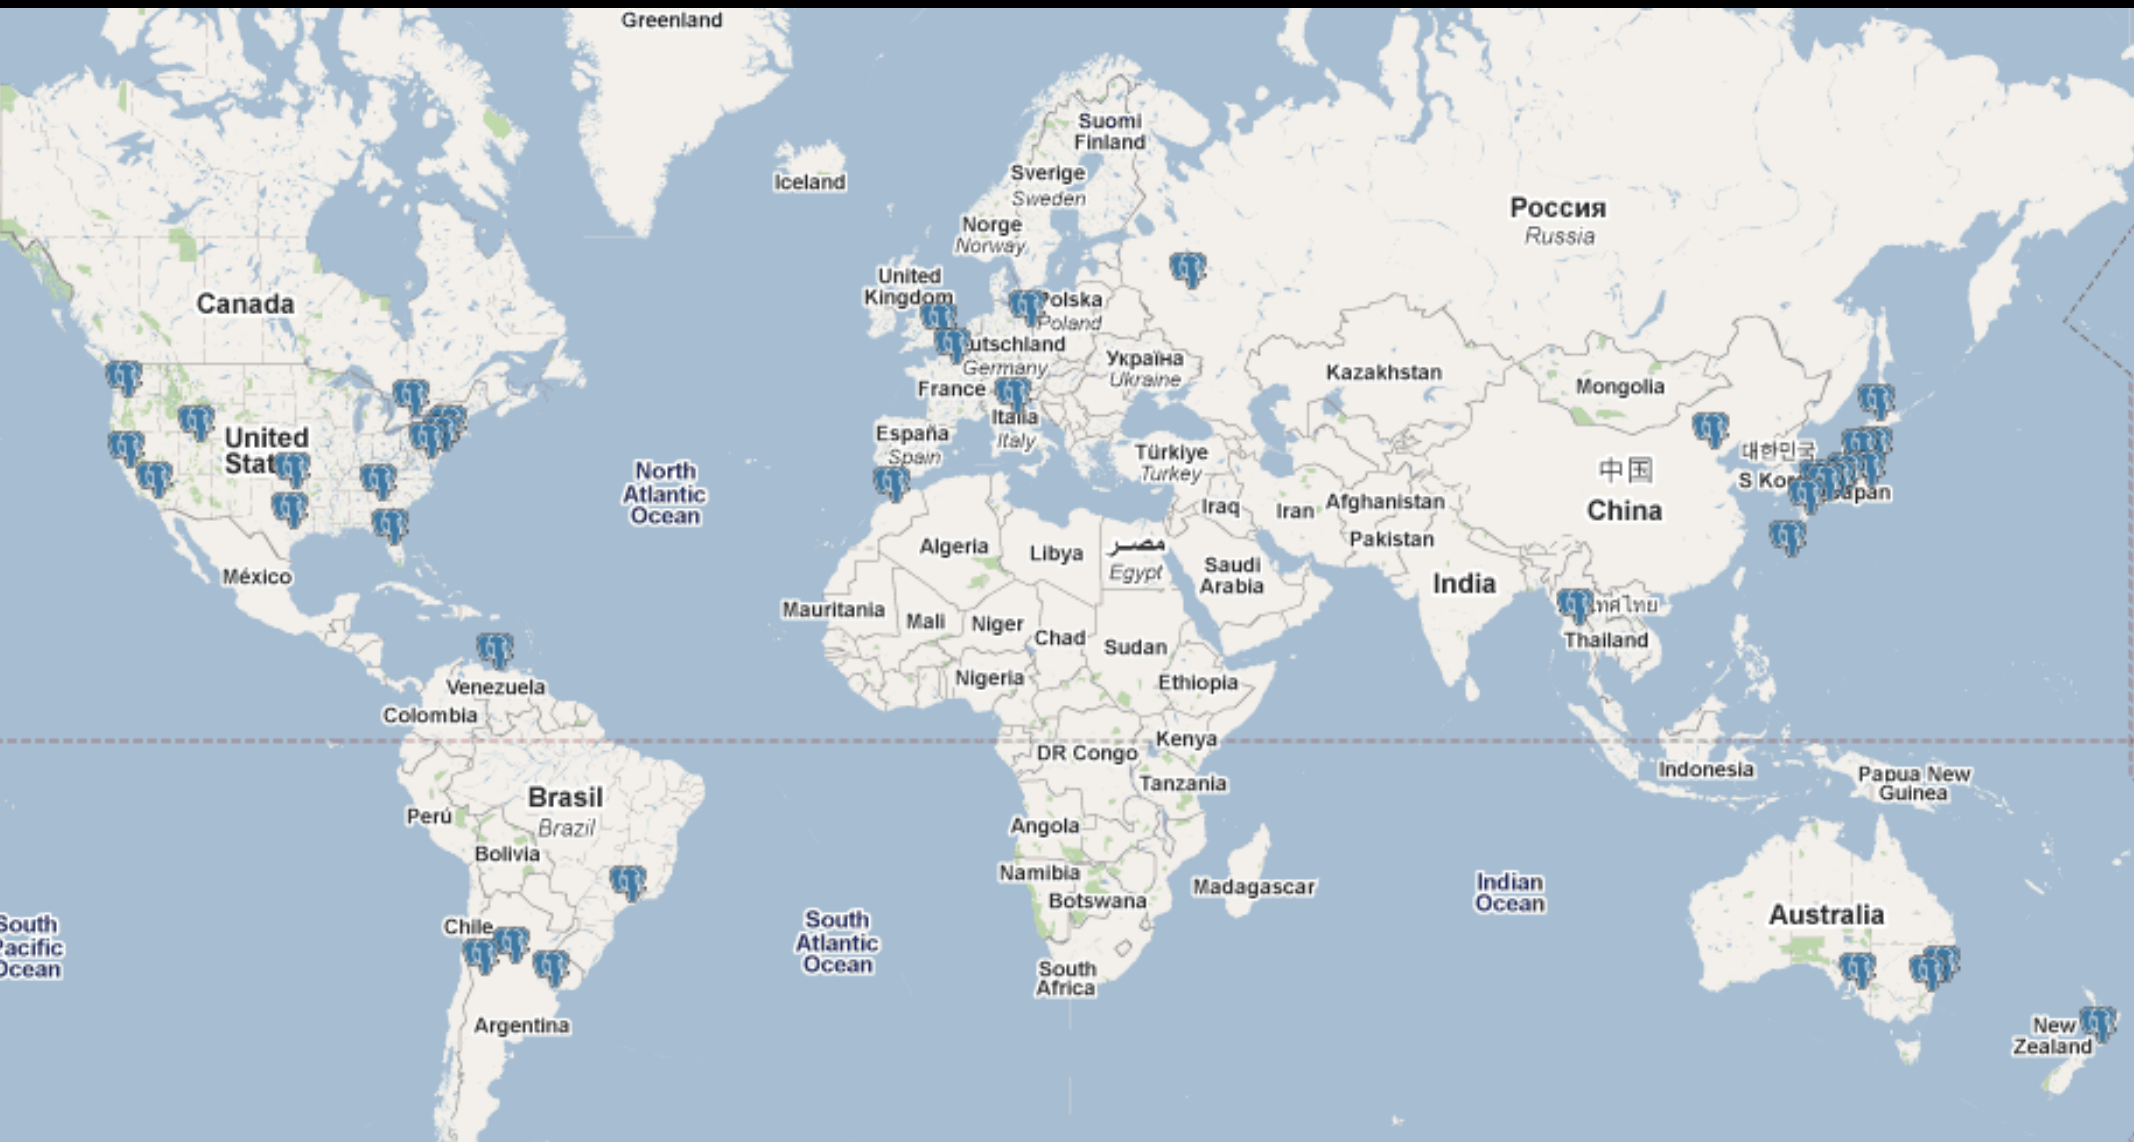 Greenland
Suomi
Finland
Iceland
Sverige
Sweden
Norge
Norway
Россия
Russia
United
Kingdom
Canada
Polska
Poland
utschland
Germany
Україна
Ukraine
Kazakhstan
Mongolia
France
Italia
Italy
España
Spain
United
Stat
Türkiye
Turkey
대한민국
S Kor
Japan
中国
China
North
Atlantic
Ocean
Iraq
Iran
Afghanistan
Pakistan
Algeria
Libya
مصر
Egypt
Saudi
Arabia
India
México
Mauritania
Mali
Niger
Chad
Sudan
ทศไทย
Thailand
Nigeria
Ethiopia
Venezuela
Colombia
DR Congo
Kenya
Tanzania
Indonesia
Papua New
Guinea
Brasil
Brazil
Perú
Bolivia
Angola
Namibia
Botswana
Madagascar
Indian
Ocean
Australia
South
Pacific
Ocean
Chile
South
Atlantic
Ocean
South
Africa
Argentina
New
Zealand